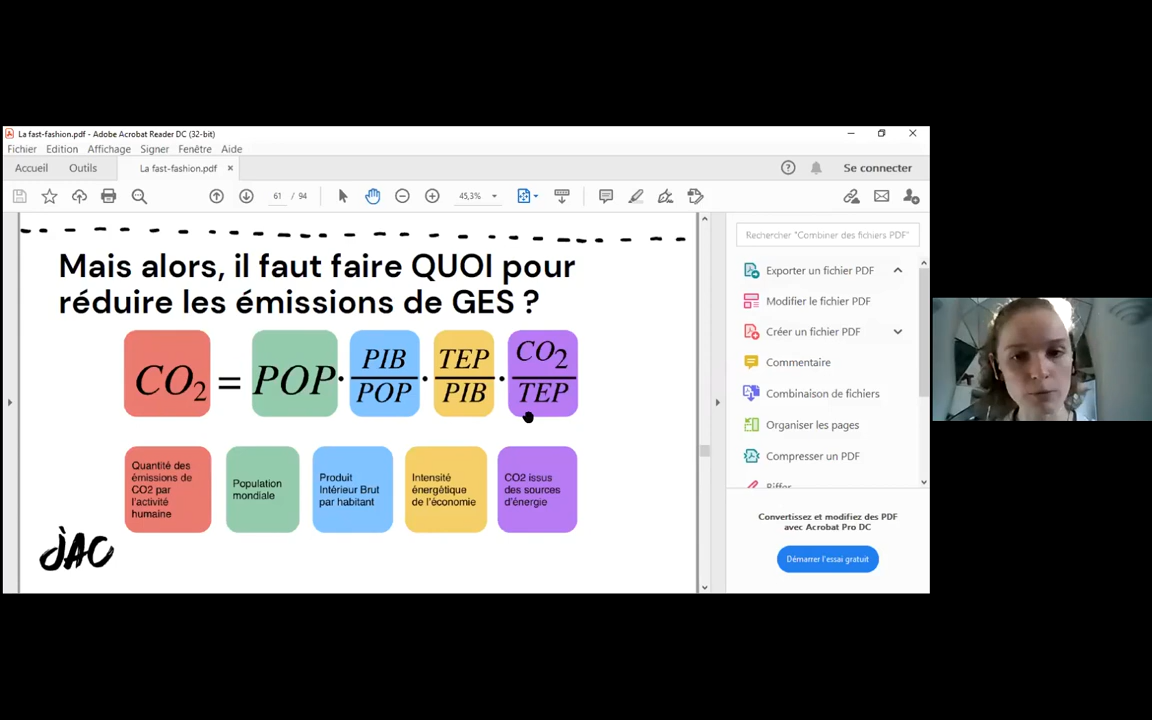 La fast-fashion.pdf - Adobe Acrobat Reader DC (32-bit)
Fichier Edition Affichage Signer Fenêtre Aide
Accueil Outils La fast-fashion.pdf × Se connecter
61 / 94 45,3%
Mais alors, il faut faire QUOI pour
réduire les émissions de GES ?
CO2 = POP · PIB/POP · TEP/PIB · CO2/TEP
Quantité des
émissions de
CO2 par
l'activité
humaine
Population
mondiale
Produit
Intérieur Brut
par habitant
Intensité
énergétique
de l'économie
CO2 issus
des sources
d'énergie
JAC
Rechercher "Combiner des fichiers PDF"
Exporter un fichier PDF
Modifier le fichier PDF
Créer un fichier PDF
Commentaire
Combinaison de fichiers
Organiser les pages
Compresser un PDF
Convertissez et modifiez des PDF
avec Acrobat Pro DC
Démarrer l'essai gratuit